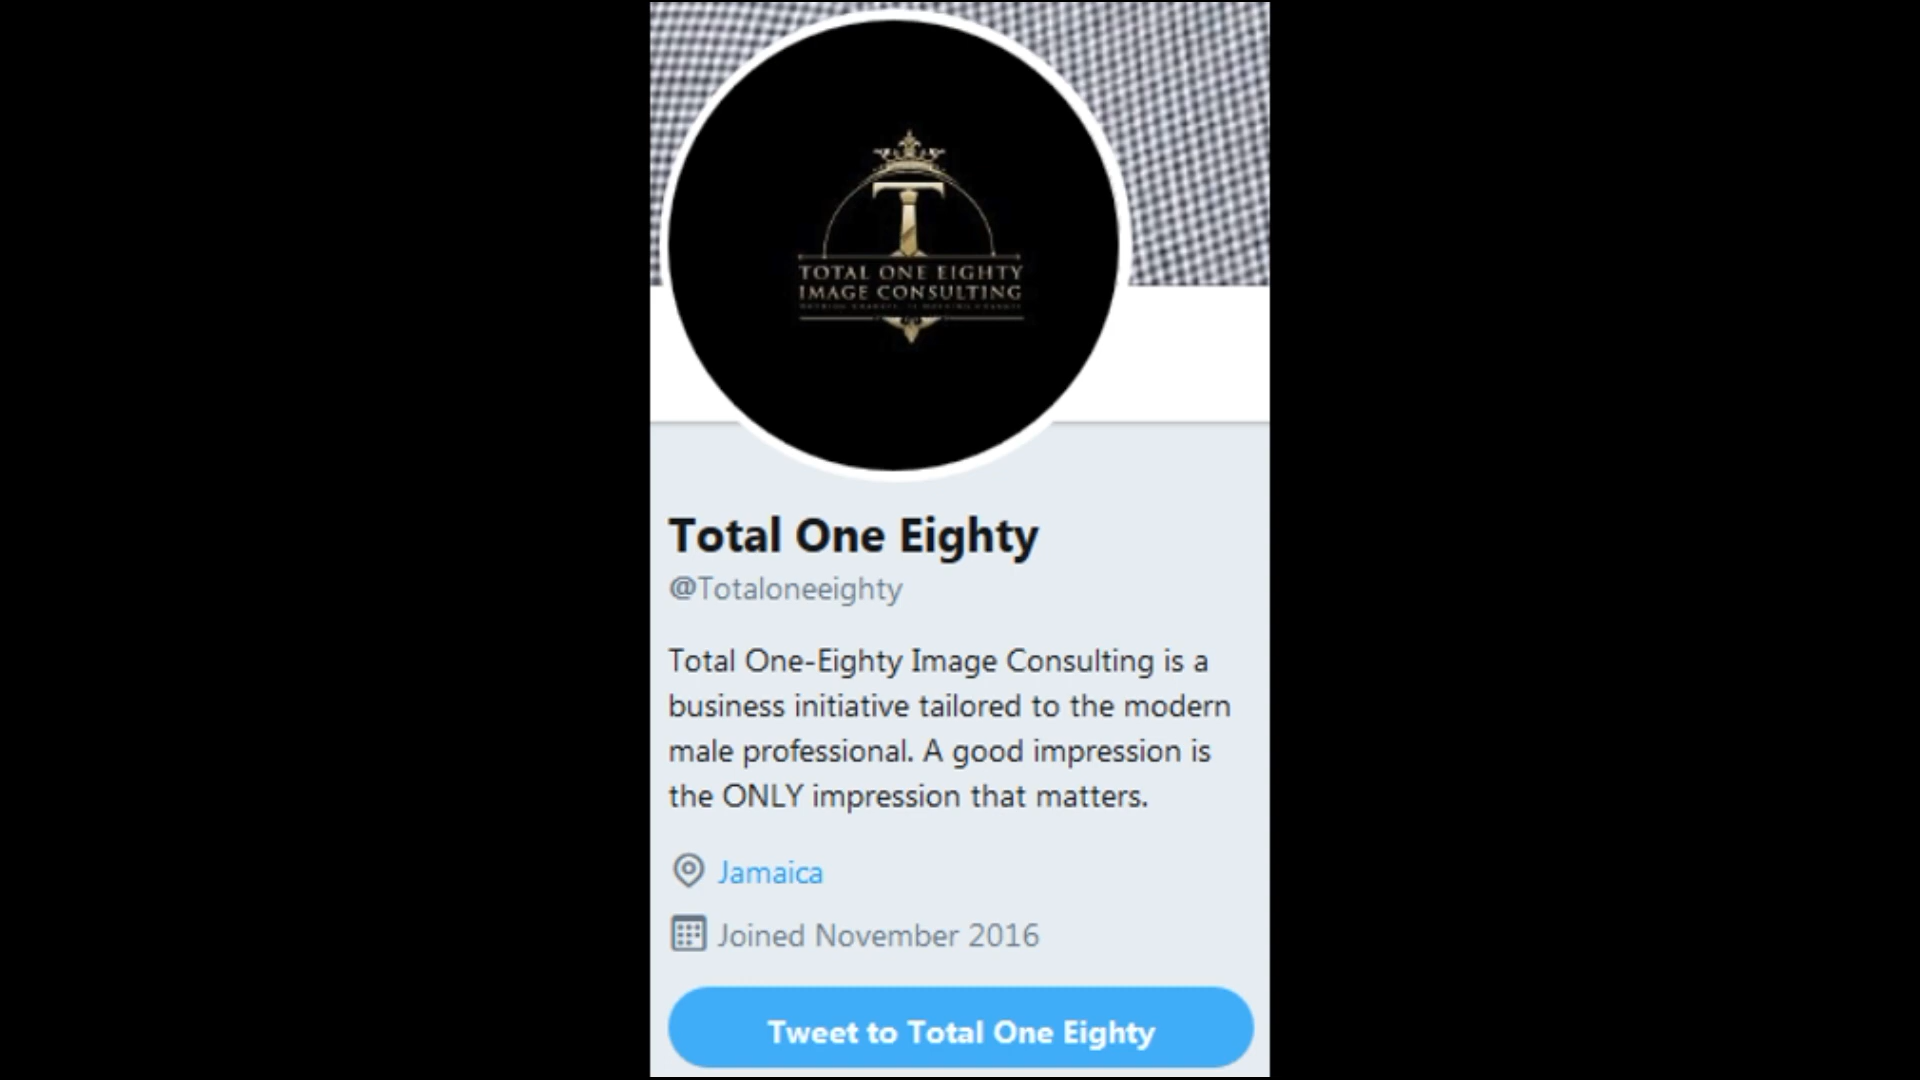 T
TOTAL ONE EIGHTY
IMAGE CONSULTING
Total One Eighty
@Totaloneeighty
Total One-Eighty Image Consulting is a
business initiative tailored to the modern
male professional. A good impression is
the ONLY impression that matters.
Jamaica
Joined November 2016
Tweet to Total One Eighty